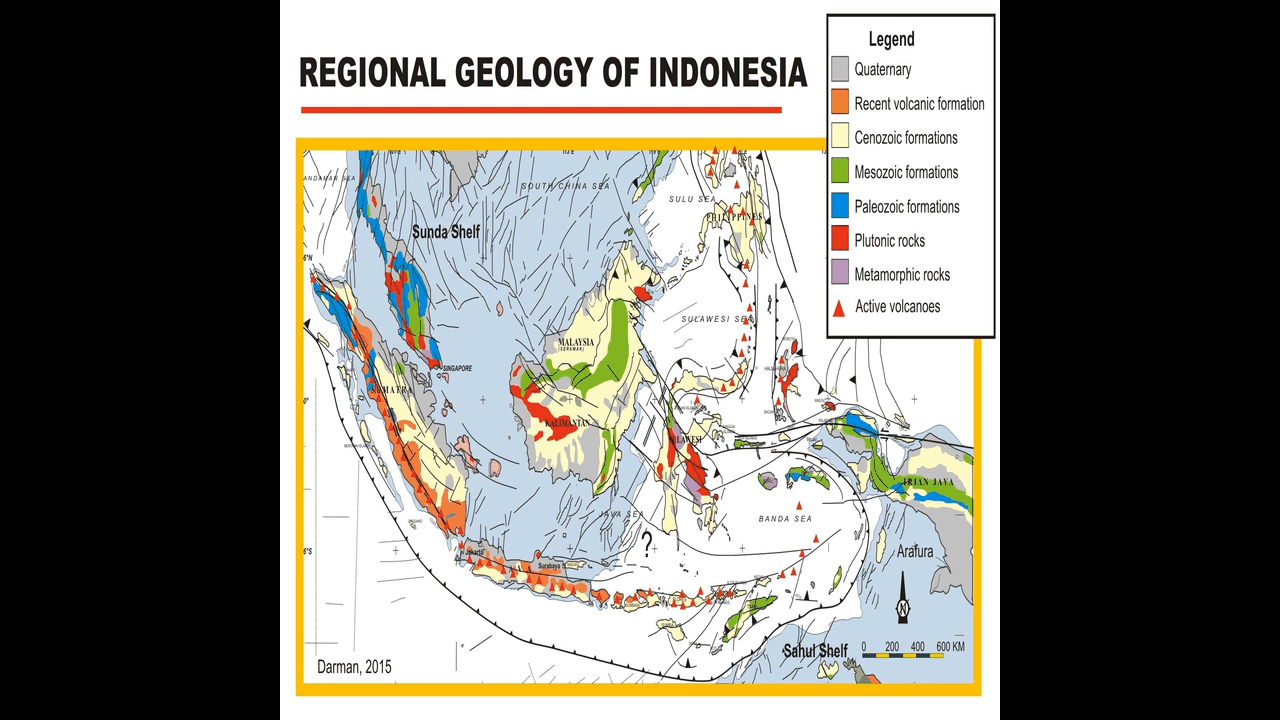 REGIONAL GEOLOGY OF INDONESIA
Legend
Quaternary
Recent volcanic formation
Cenozoic formations
Mesozoic formations
Paleozoic formations
Plutonic rocks
Metamorphic rocks
Active volcanoes
ANDAMAN SEA
SOUTH CHINA SEA
SULU SEA
PHILIPPINES
Sunda Shelf
6°N
SULAWESI SEA
MALAYSIA
(SERAWAK)
SINGAPORE
SUMATRA
0°
KALIMANTAN
SULAWESI
IRIAN JAYA
JAVA SEA
BANDA SEA
6°S
?
Jakarta
Surabaya
Arafura
N
Sahul Shelf
0 200 400 600 KM
Darman, 2015